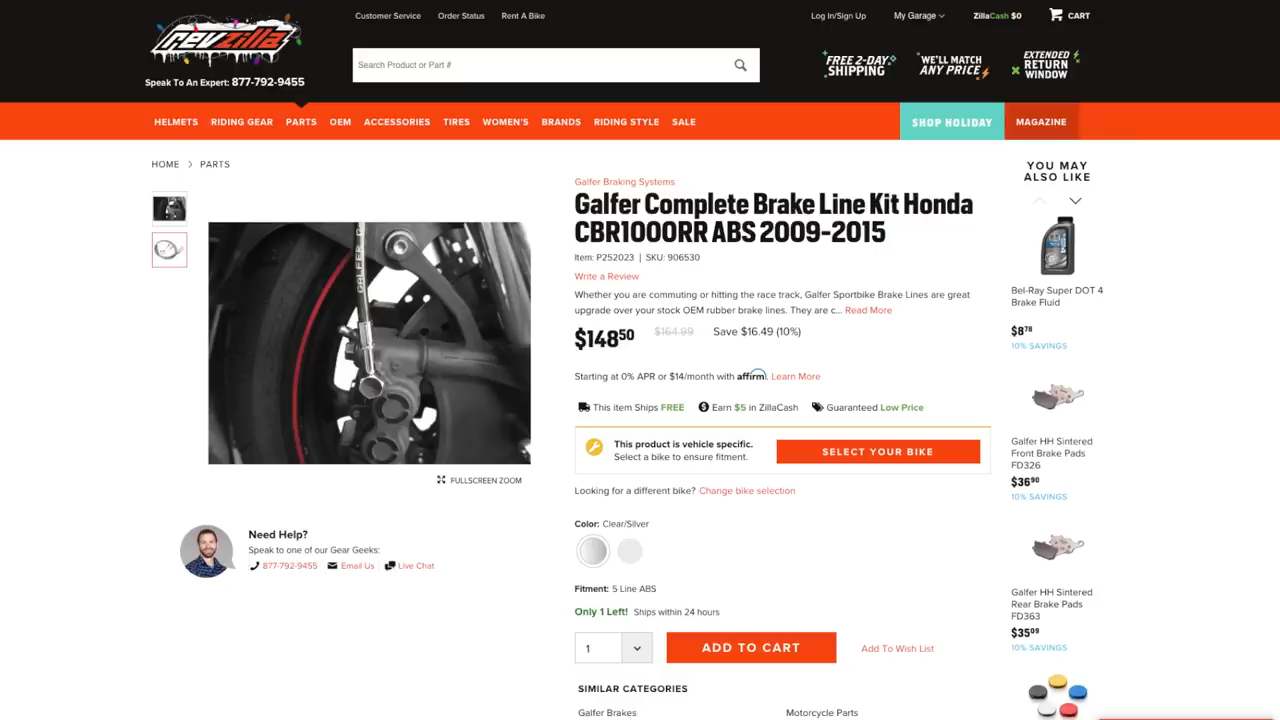 Customer Service
Order Status
Rent A Bike
Log In/Sign Up
My Garage
ZillaCash $0
CART
revzilla
Speak To An Expert: 877-792-9455
Search Product or Part #
FREE 2-DAY
SHIPPING
WE'LL MATCH
ANY PRICE
EXTENDED
RETURN
WINDOW
HELMETS
RIDING GEAR
PARTS
OEM
ACCESSORIES
TIRES
WOMEN'S
BRANDS
RIDING STYLE
SALE
SHOP HOLIDAY
MAGAZINE
HOME
PARTS
GALFER
FULLSCREEN ZOOM
Need Help?
Speak to one of our Gear Geeks:
877-792-9455
Email Us
Live Chat
Galfer Braking Systems
Galfer Complete Brake Line Kit Honda
CBR1000RR ABS 2009-2015
Item: P252023 | SKU: 906530
Write a Review
Whether you are commuting or hitting the race track, Galfer Sportbike Brake Lines are great
upgrade over your stock OEM rubber brake lines. They are c... Read More
$14850 $164.99 Save $16.49 (10%)
Starting at 0% APR or $14/month with affirm. Learn More
This item Ships FREE
Earn $5 in ZillaCash
Guaranteed Low Price
This product is vehicle specific.
Select a bike to ensure fitment.
SELECT YOUR BIKE
Looking for a different bike? Change bike selection
Color: Clear/Silver
Fitment: 5 Line ABS
Only 1 Left! Ships within 24 hours
1
ADD TO CART
Add To Wish List
SIMILAR CATEGORIES
Galfer Brakes
Motorcycle Parts
YOU MAY
ALSO LIKE
Bel-Ray Super DOT 4
Brake Fluid
$878
10% SAVINGS
Galfer HH Sintered
Front Brake Pads
FD326
$3690
10% SAVINGS
Galfer HH Sintered
Rear Brake Pads
FD363
$3509
10% SAVINGS